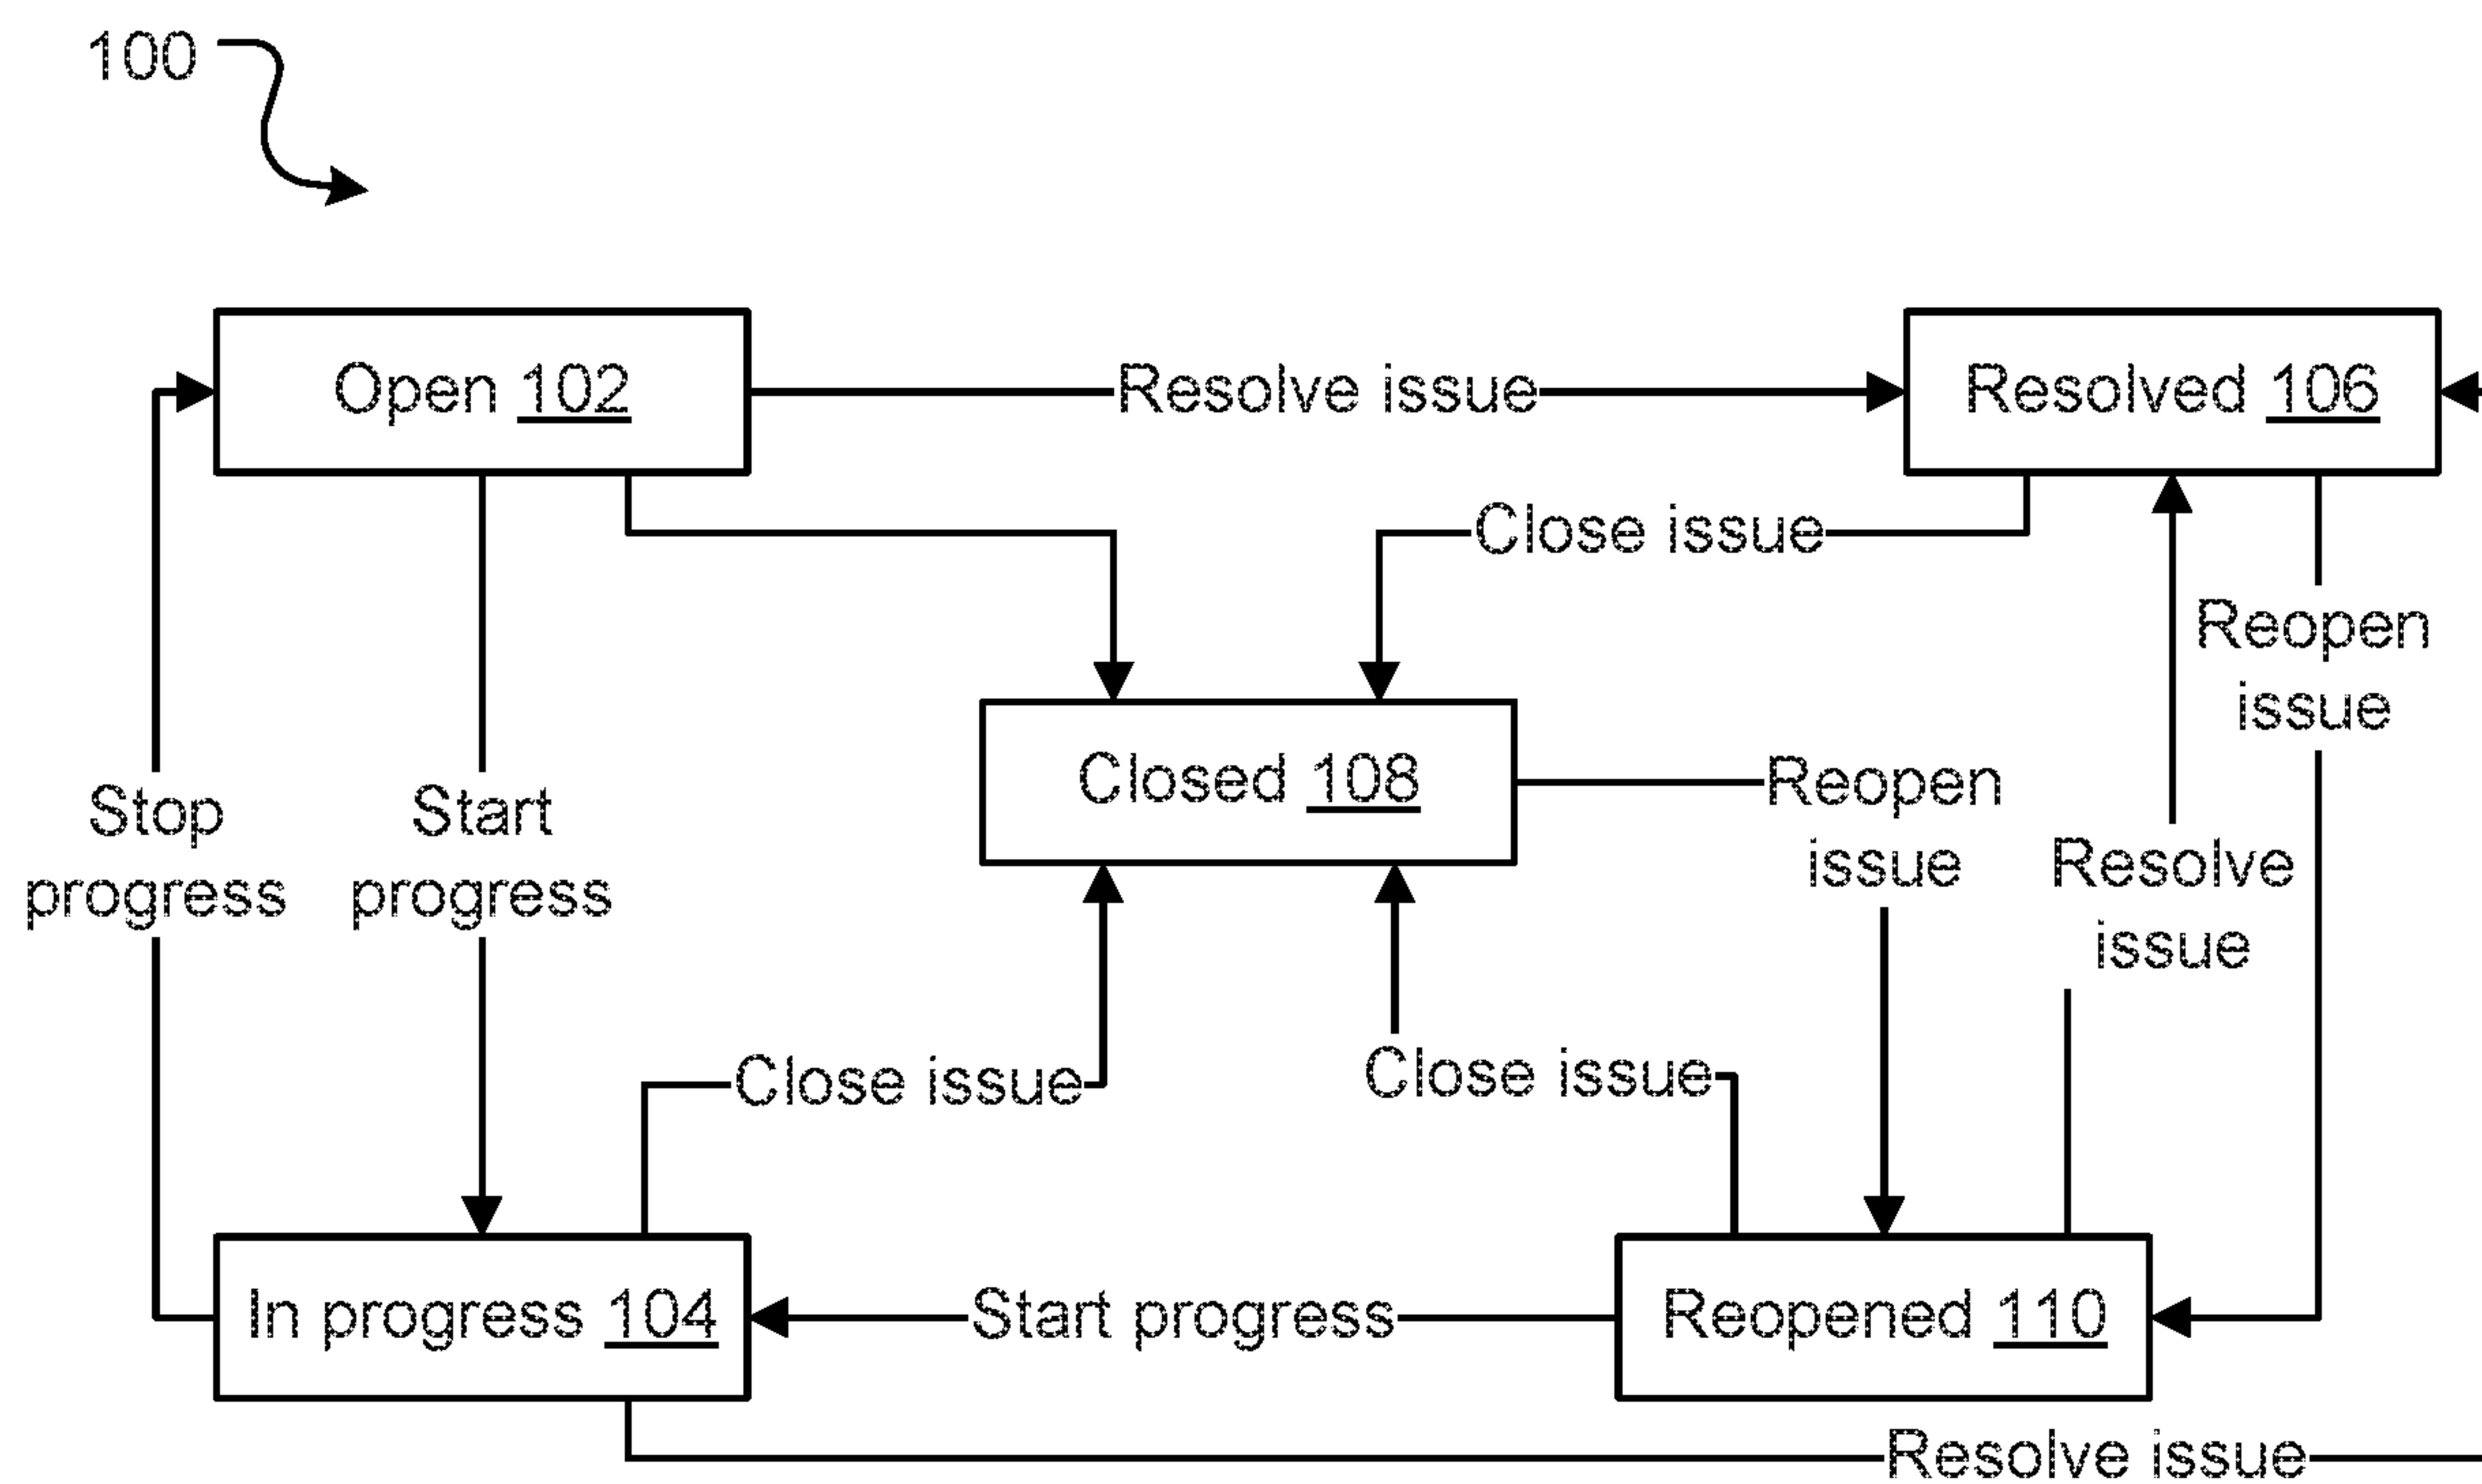 100
Open 102
Resolve issue
Resolved 106
Close issue
Reopen
issue
Closed 108
Reopen
issue
Stop
progress
Start
progress
Resolve
issue
Close issue
Close issue
In progress 104
Start progress
Reopened 110
Resolve issue